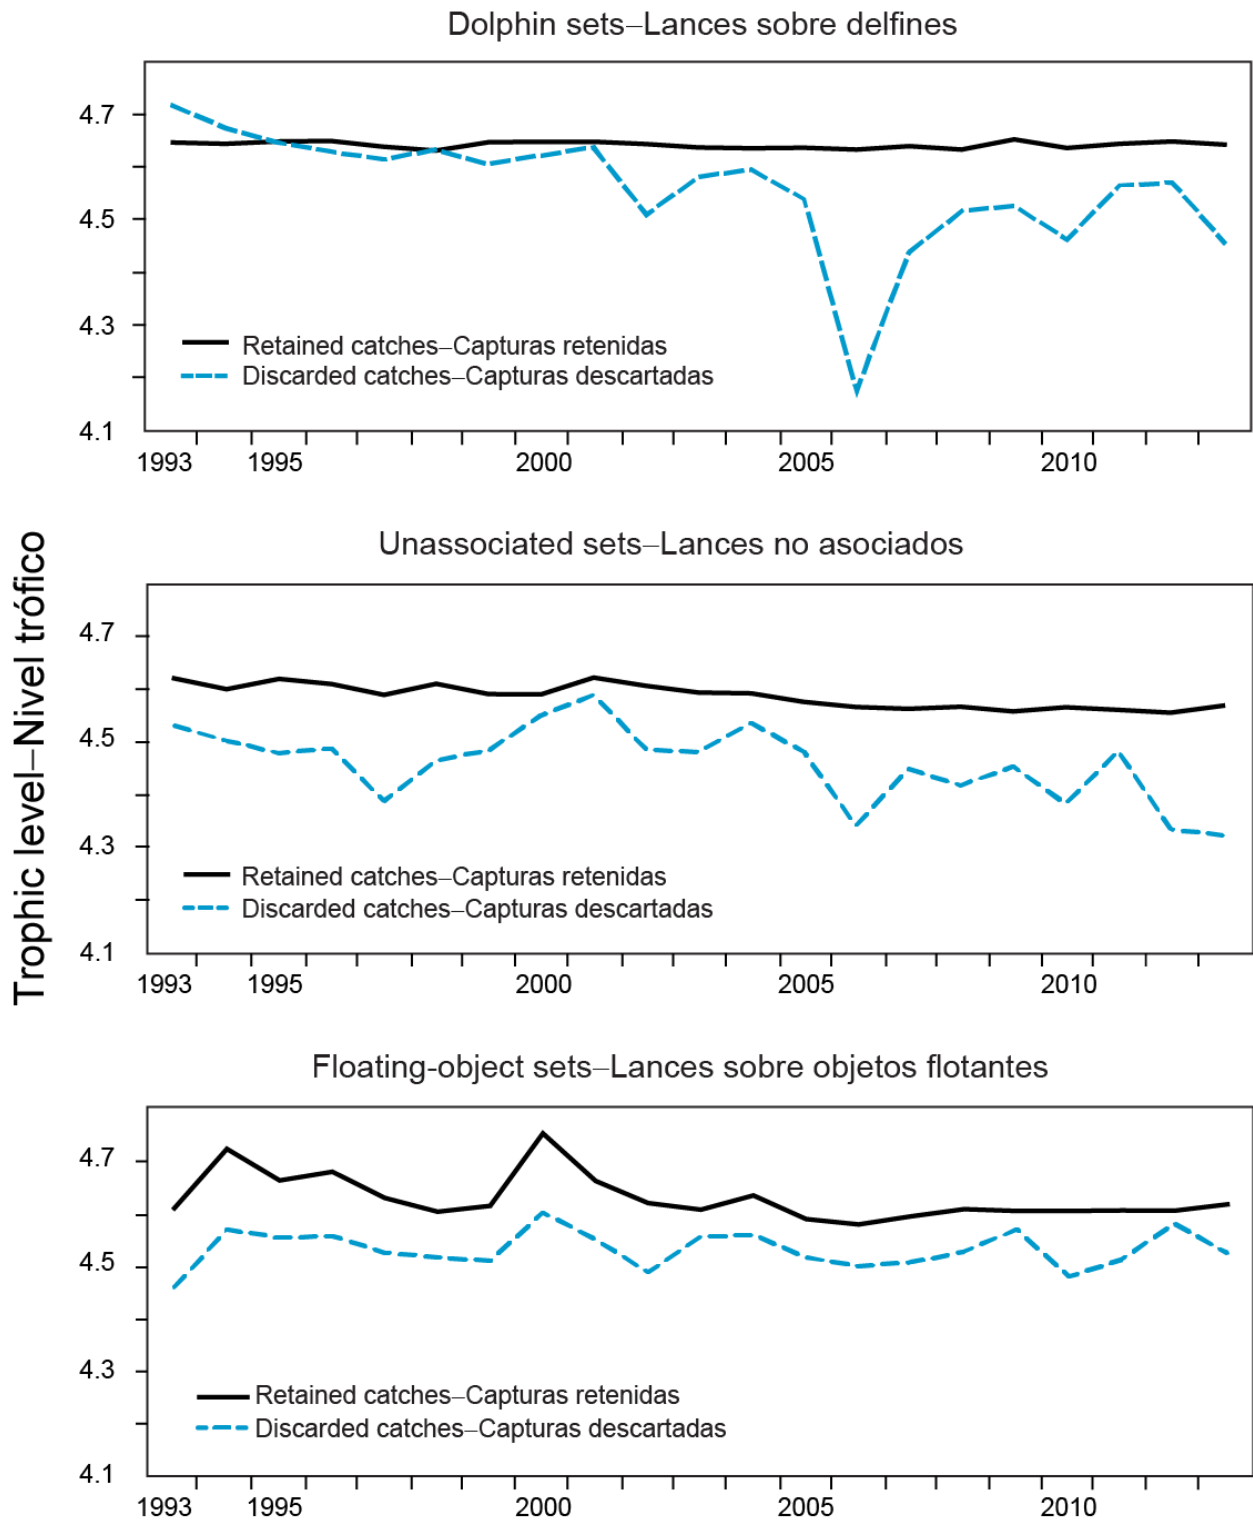 Trophic level–Nivel trófico
Dolphin sets–Lances sobre delfines
4.7
4.5
4.3
4.1
Retained catches–Capturas retenidas
Discarded catches–Capturas descartadas
1993 1995 2000 2005 2010
Unassociated sets–Lances no asociados
4.7
4.5
4.3
4.1
Retained catches–Capturas retenidas
Discarded catches–Capturas descartadas
1993 1995 2000 2005 2010
Floating-object sets–Lances sobre objetos flotantes
4.7
4.5
4.3
4.1
Retained catches–Capturas retenidas
Discarded catches–Capturas descartadas
1993 1995 2000 2005 2010